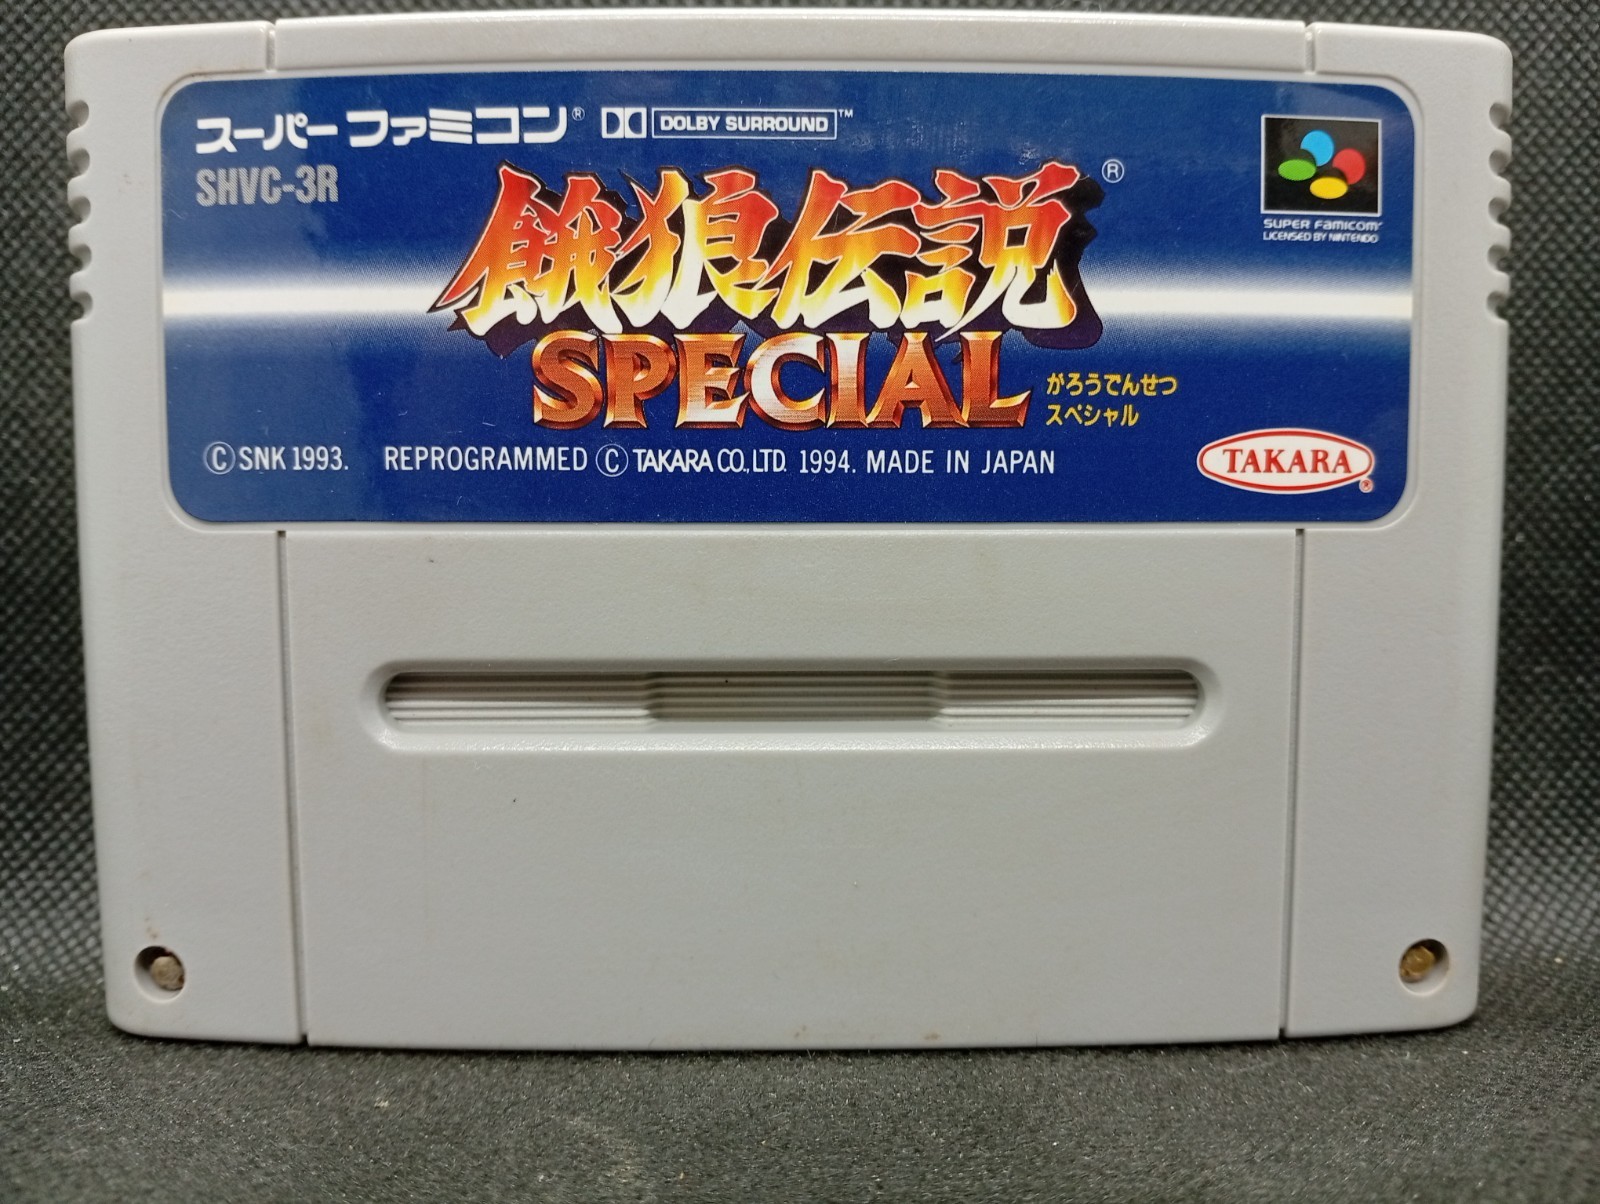 スーパーファミコン® DOLBY SURROUND™
SHVC-3R
餓狼伝説®
SPECIAL
がろうでんせつ
スペシャル
SUPER FAMICOM™
LICENSED BY NINTENDO
©SNK 1993. REPROGRAMMED ©TAKARA CO.,LTD. 1994. MADE IN JAPAN
TAKARA®